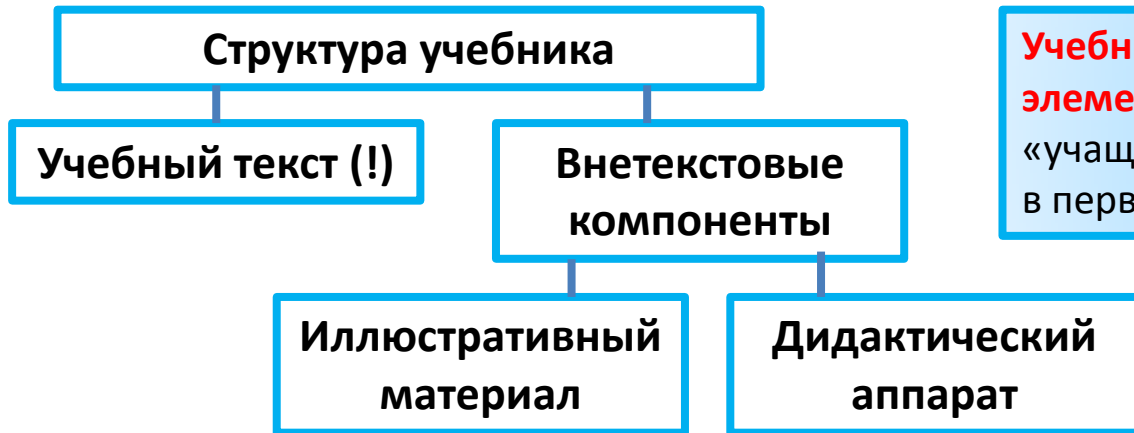 Структура учебника
Учебный текст (!)
Внетекстовые
компоненты
Иллюстративный
материал
Дидактический
аппарат